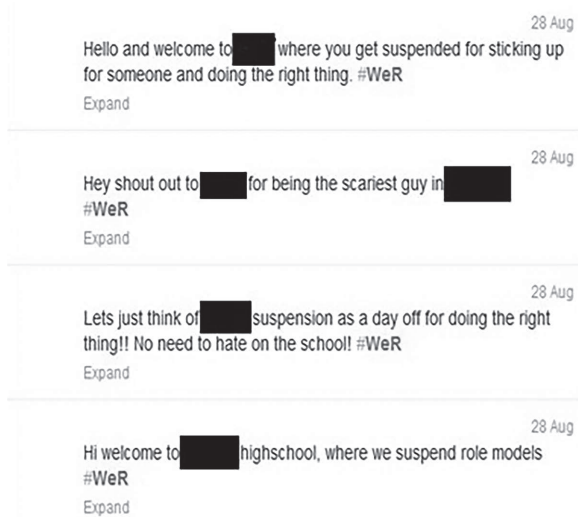 28 Aug
Hello and welcome to where you get suspended for sticking up
for someone and doing the right thing. #WeR
Expand
28 Aug
Hey shout out to for being the scariest guy in
#WeR
Expand
28 Aug
Lets just think of suspension as a day off for doing the right
thing!! No need to hate on the school! #WeR
Expand
28 Aug
Hi welcome to highschool, where we suspend role models
#WeR
Expand